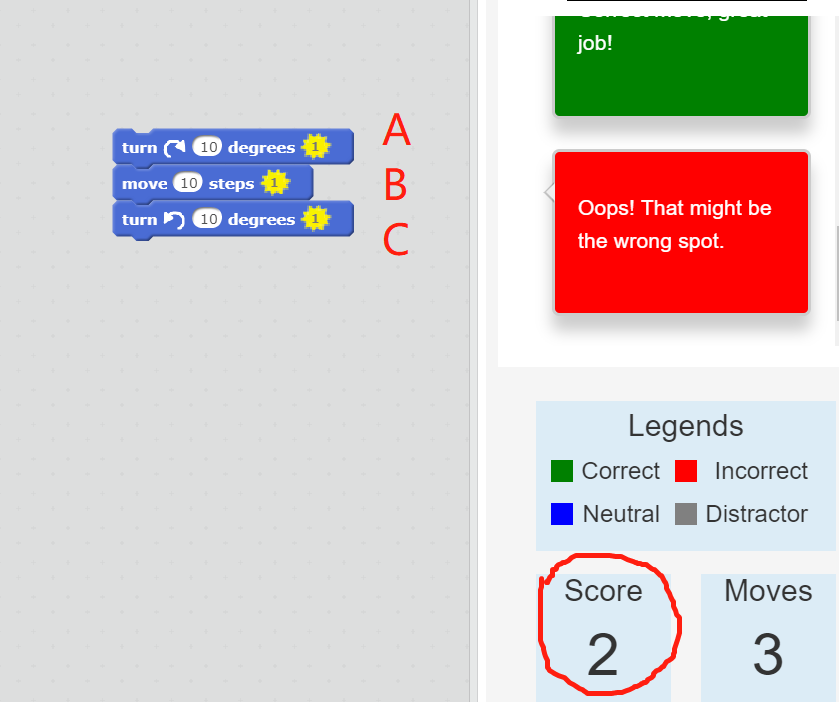 job!
turn 10 degrees 1
A
move 10 steps 1
B
turn 10 degrees 1
C
Oops! That might be
the wrong spot.
Legends
Correct Incorrect
Neutral Distractor
Score
2
Moves
3